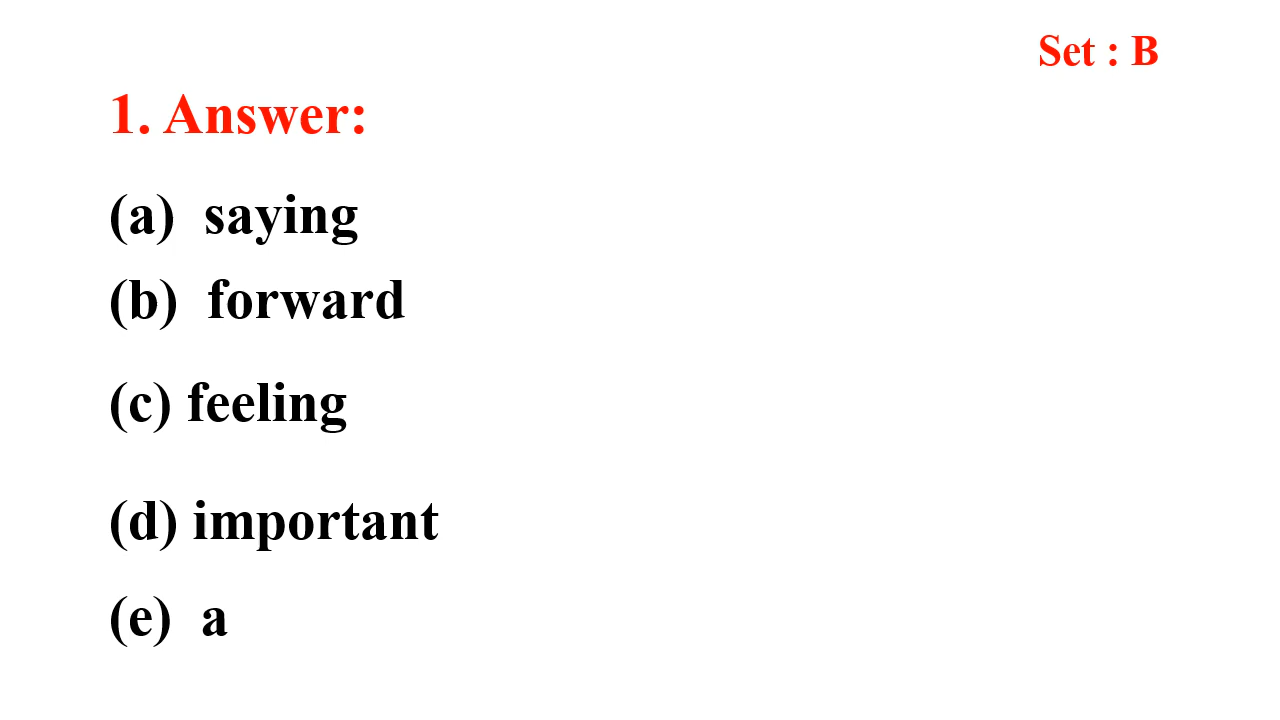 Set : B
1. Answer:
(a) saying
(b) forward
(c) feeling
(d) important
(e) a